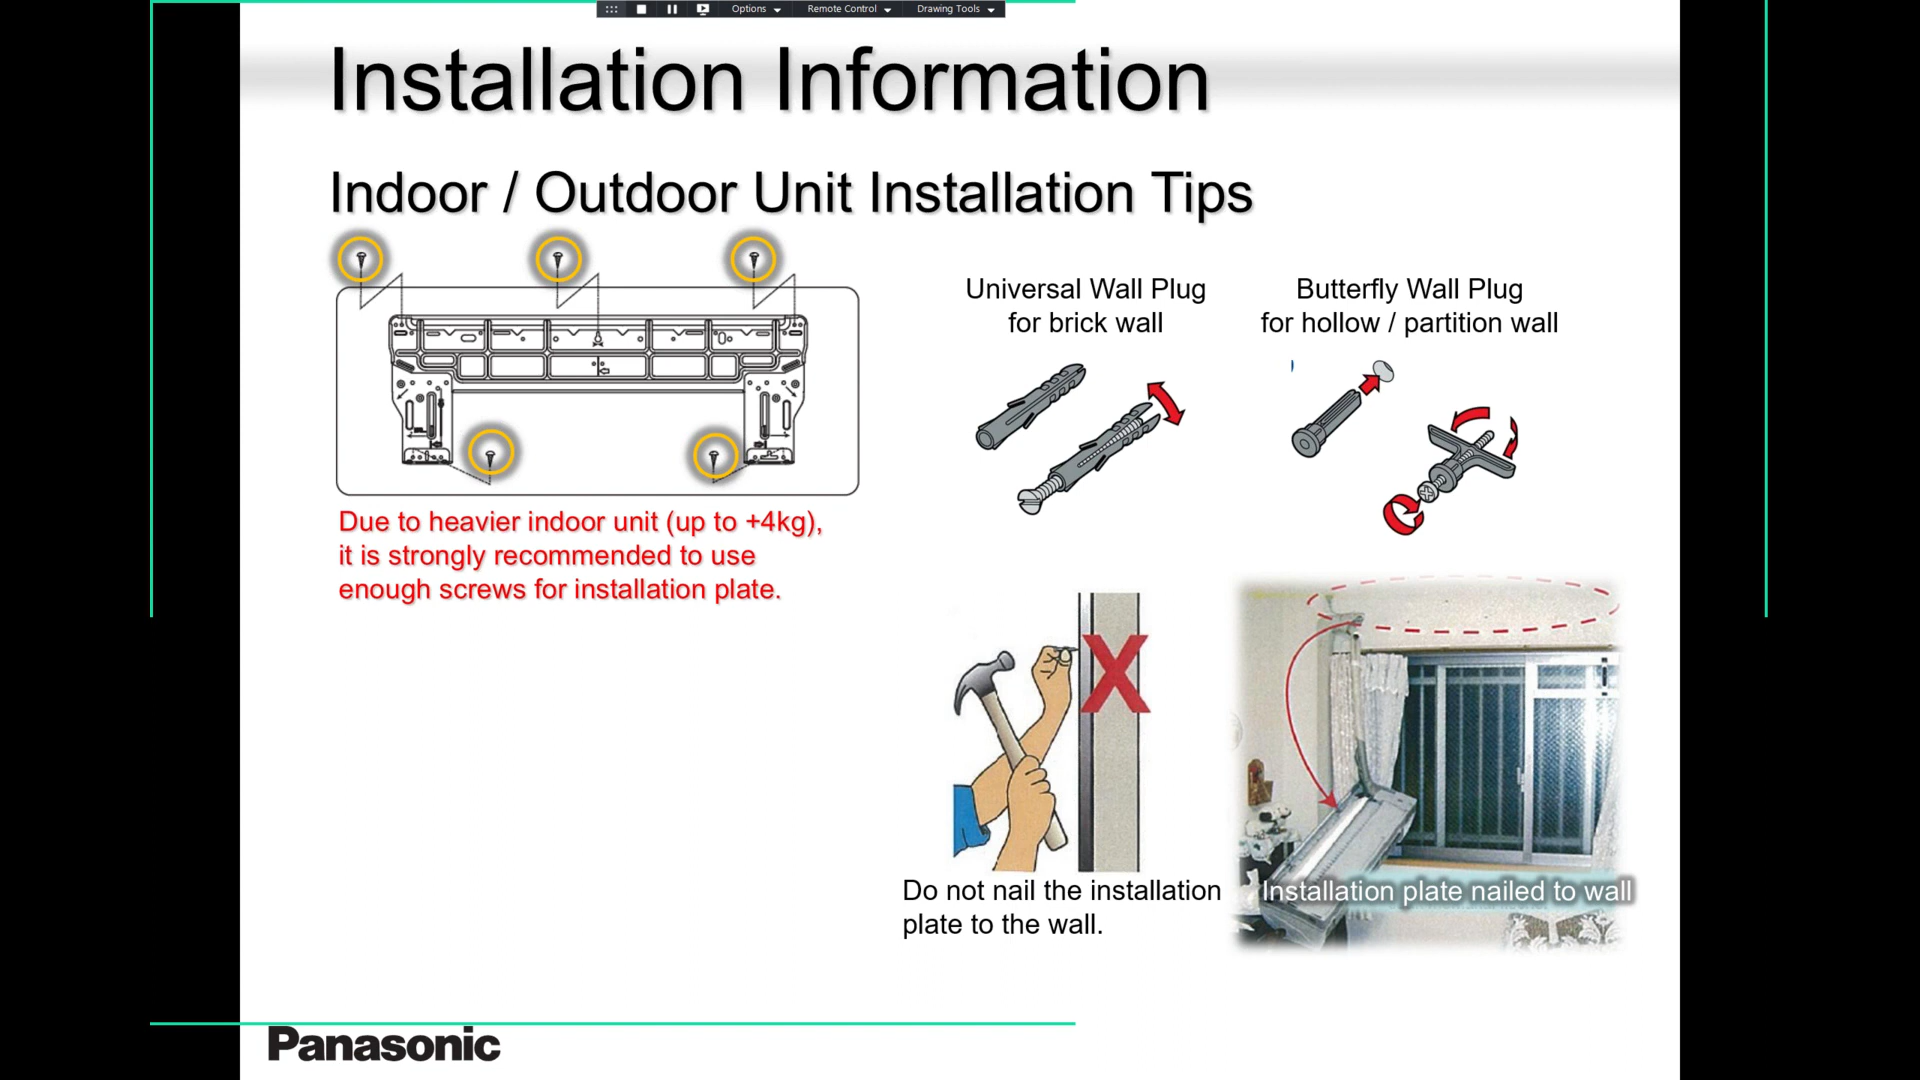 Options
Remote Control
Drawing Tools
Installation Information
Indoor / Outdoor Unit Installation Tips
Due to heavier indoor unit (up to +4kg),
it is strongly recommended to use
enough screws for installation plate.
Universal Wall Plug
for brick wall
Butterfly Wall Plug
for hollow / partition wall
X
Do not nail the installation
plate to the wall.
Installation plate nailed to wall
Panasonic